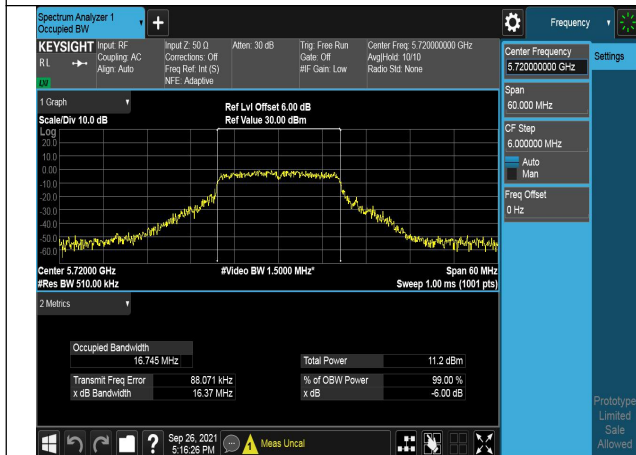 Spectrum Analyzer 1
Occupied BW
Frequency
KEYSIGHT
RL
LXI
Input: RF
Coupling: AC
Align: Auto
Input Z: 50 Ω
Corrections: Off
Freq Ref: Int (S)
NFE: Adaptive
Atten: 30 dB
Trig: Free Run
Gate: Off
#IF Gain: Low
Center Freq: 5.720000000 GHz
Avg|Hold: 10/10
Radio Std: None
1 Graph
Scale/Div 10.0 dB
Ref Lvl Offset 6.00 dB
Ref Value 30.00 dBm
Log
20.0
10.0
0.00
-10.0
-20.0
-30.0
-40.0
-50.0
-60.0
Center 5.72000 GHz
#Res BW 510.00 kHz
#Video BW 1.5000 MHz*
Span 60 MHz
Sweep 1.00 ms (1001 pts)
2 Metrics
Occupied Bandwidth
16.745 MHz
Total Power 11.2 dBm
Transmit Freq Error 88.071 kHz
% of OBW Power 99.00 %
x dB Bandwidth 16.37 MHz
x dB -6.00 dB
Center Frequency
5.720000000 GHz
Settings
Span
60.000 MHz
CF Step
6.000000 MHz
Auto
Man
Freq Offset
0 Hz
Prototype
Limited
Sale
Allowed
?
Sep 26, 2021
5:16:26 PM
1
Meas Uncal